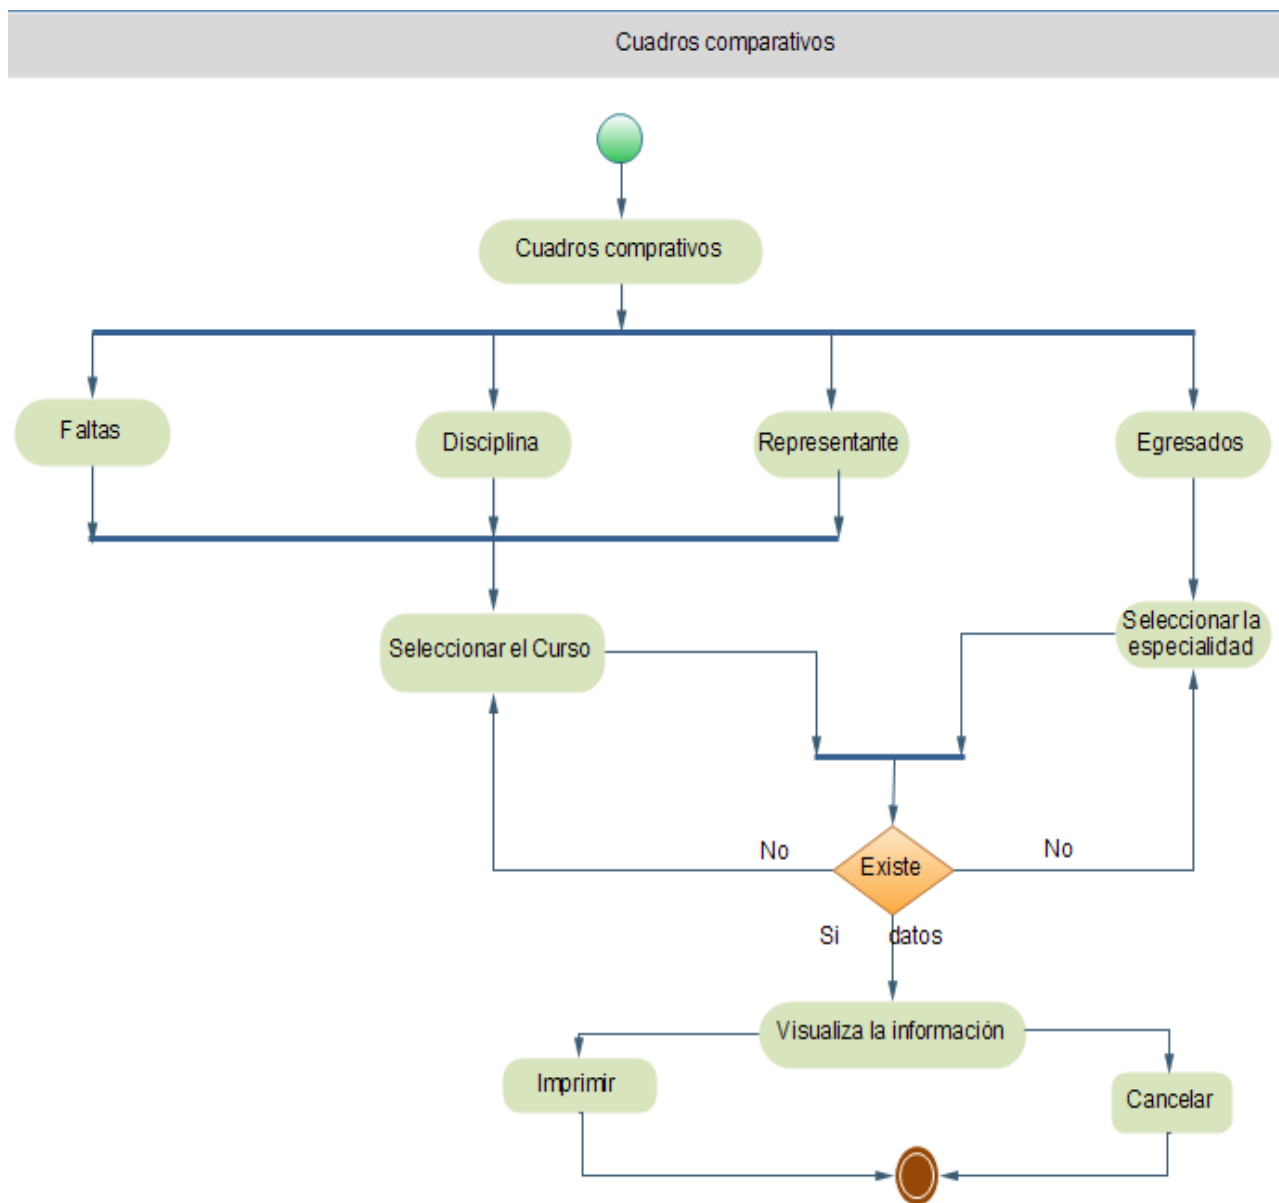 Cuadros comparativos
Cuadros comprativos
Faltas
Disciplina
Representante
Egresados
Seleccionar el Curso
Seleccionar la
especialidad
No
Existe
No
Si
datos
Visualiza la información
Imprimir
Cancelar